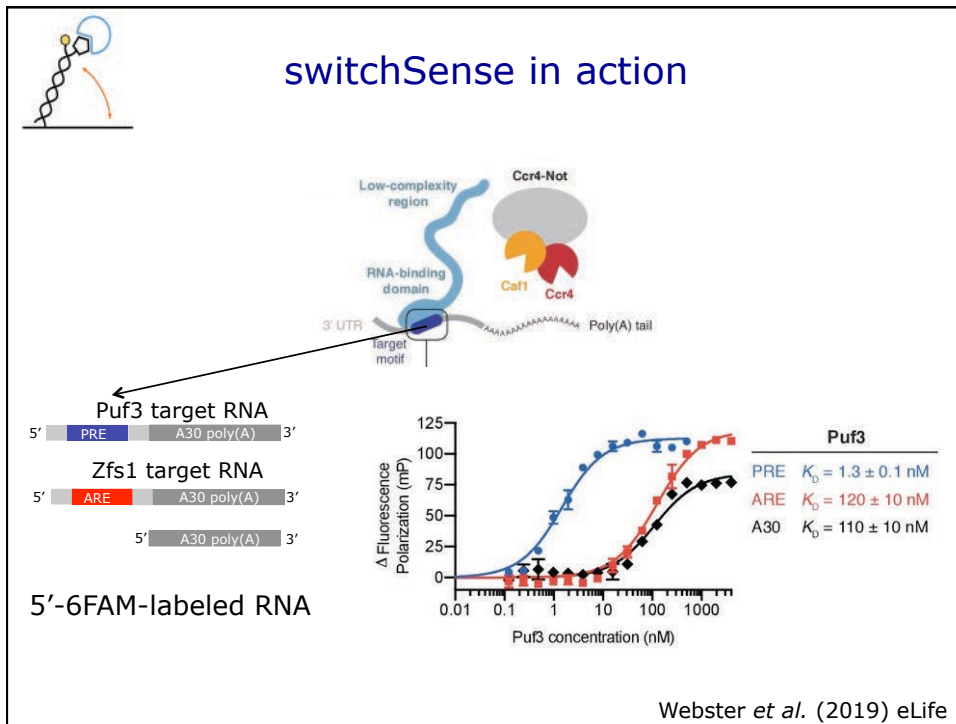 switchSense in action
Low-complexity
region
Ccr4-Not
RNA-binding
domain
Caf1
Ccr4
3' UTR
AAAAAAAAAAAAAAA
Poly(A) tail
Target
motif
Puf3 target RNA
5′ PRE A30 poly(A) 3′
Zfs1 target RNA
5′ ARE A30 poly(A) 3′
5′ A30 poly(A) 3′
5′-6FAM-labeled RNA
Δ Fluorescence
Polarization (mP)
125
100
75
50
25
0
0.01 0.1 1 10 100 1000
Puf3 concentration (nM)
Puf3
PRE K_D = 1.3 ± 0.1 nM
ARE K_D = 120 ± 10 nM
A30 K_D = 110 ± 10 nM
Webster et al. (2019) eLife